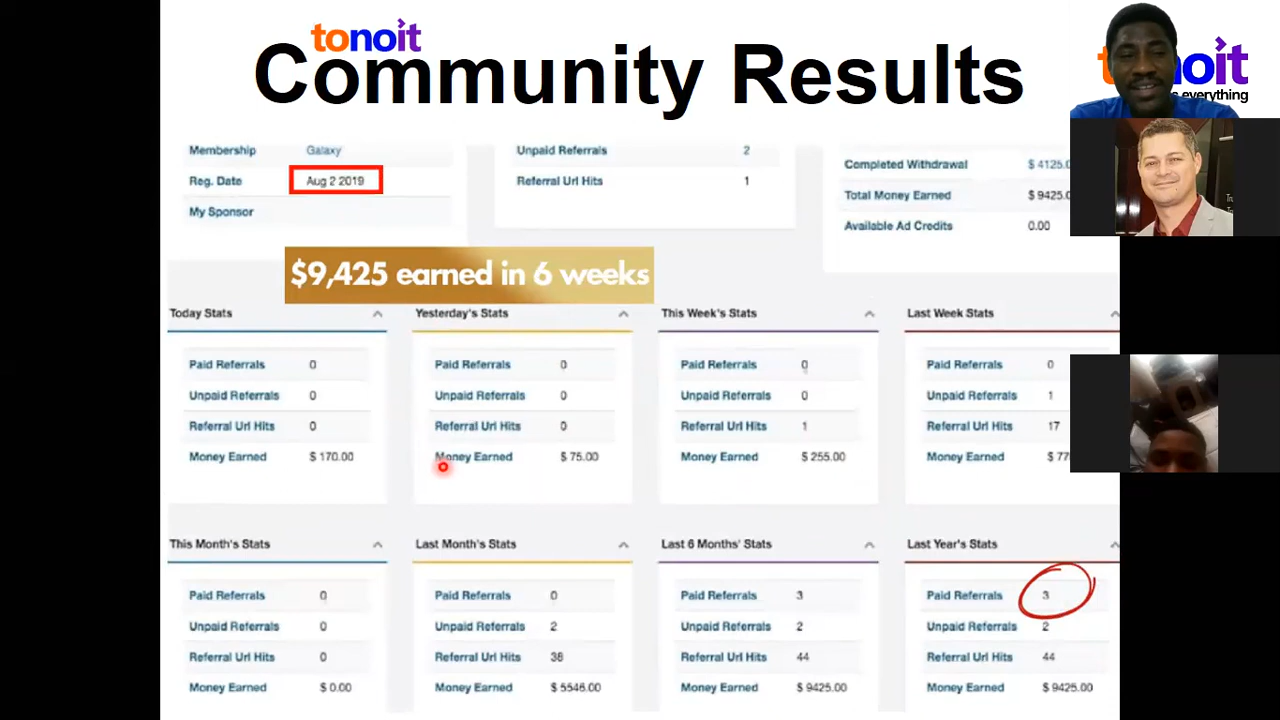 tonoit
Community Results
noit
s everything
Membership Galaxy
Reg. Date Aug 2 2019
My Sponsor
Unpaid Referrals 2
Referral Url Hits 1
Completed Withdrawal $ 4125.0
Total Money Earned $ 9425.0
Available Ad Credits 0.00
$9,425 earned in 6 weeks
Today Stats
Paid Referrals 0
Unpaid Referrals 0
Referral Url Hits 0
Money Earned $ 170.00
Yesterday's Stats
Paid Referrals 0
Unpaid Referrals 0
Referral Url Hits 0
Money Earned $ 75.00
This Week's Stats
Paid Referrals 0
Unpaid Referrals 0
Referral Url Hits 1
Money Earned $ 255.00
Last Week Stats
Paid Referrals 0
Unpaid Referrals 1
Referral Url Hits 17
Money Earned $ 77
This Month's Stats
Paid Referrals 0
Unpaid Referrals 0
Referral Url Hits 0
Money Earned $ 0.00
Last Month's Stats
Paid Referrals 0
Unpaid Referrals 2
Referral Url Hits 38
Money Earned $ 5546.00
Last 6 Months' Stats
Paid Referrals 3
Unpaid Referrals 2
Referral Url Hits 44
Money Earned $ 9425.00
Last Year's Stats
Paid Referrals 3
Unpaid Referrals 2
Referral Url Hits 44
Money Earned $ 9425.00